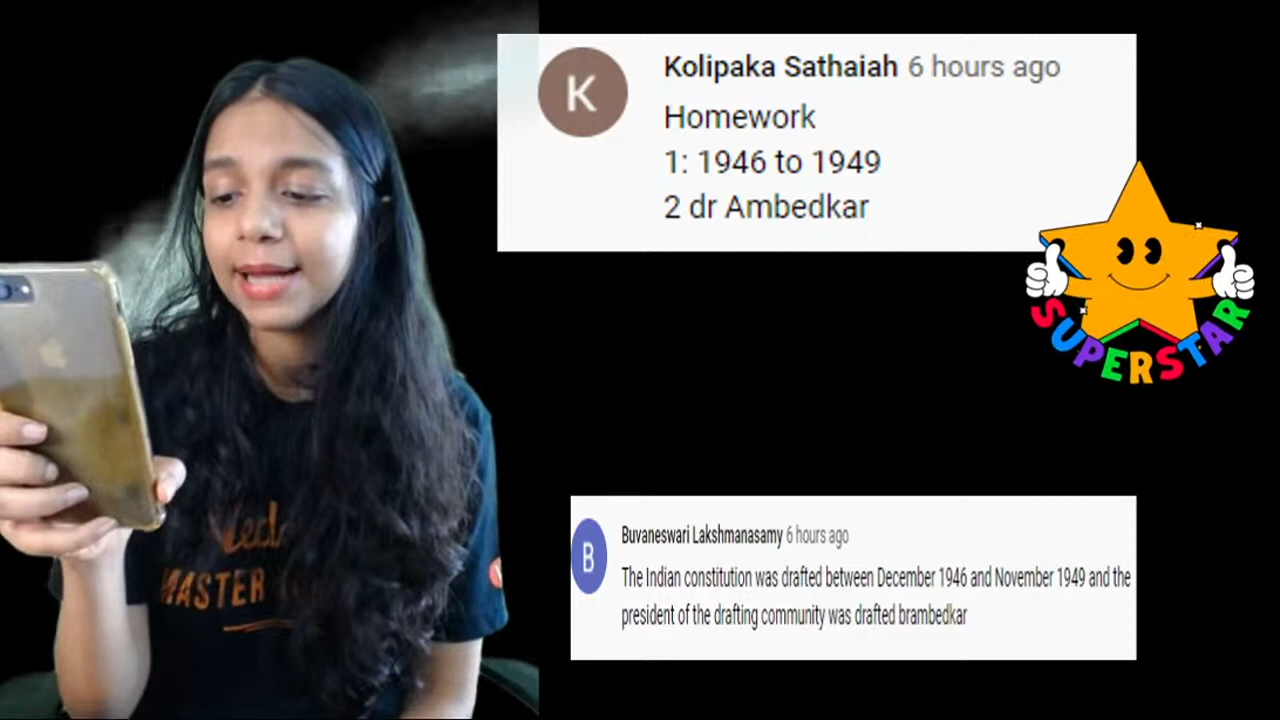 K
Kolipaka Sathaiah 6 hours ago
Homework
1: 1946 to 1949
2 dr Ambedkar
SUPERSTAR
B
Buvaneswari Lakshmanasamy 6 hours ago
The Indian constitution was drafted between December 1946 and November 1949 and the
president of the drafting community was drafted brambedkar
MASTER